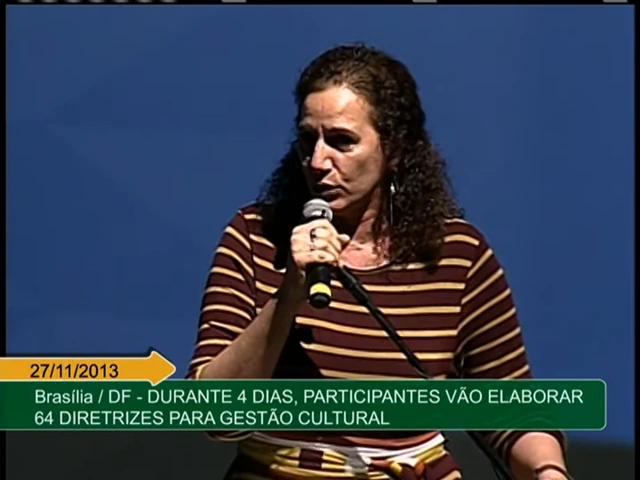 27/11/2013
Brasília / DF - DURANTE 4 DIAS, PARTICIPANTES VÃO ELABORAR
64 DIRETRIZES PARA GESTÃO CULTURAL